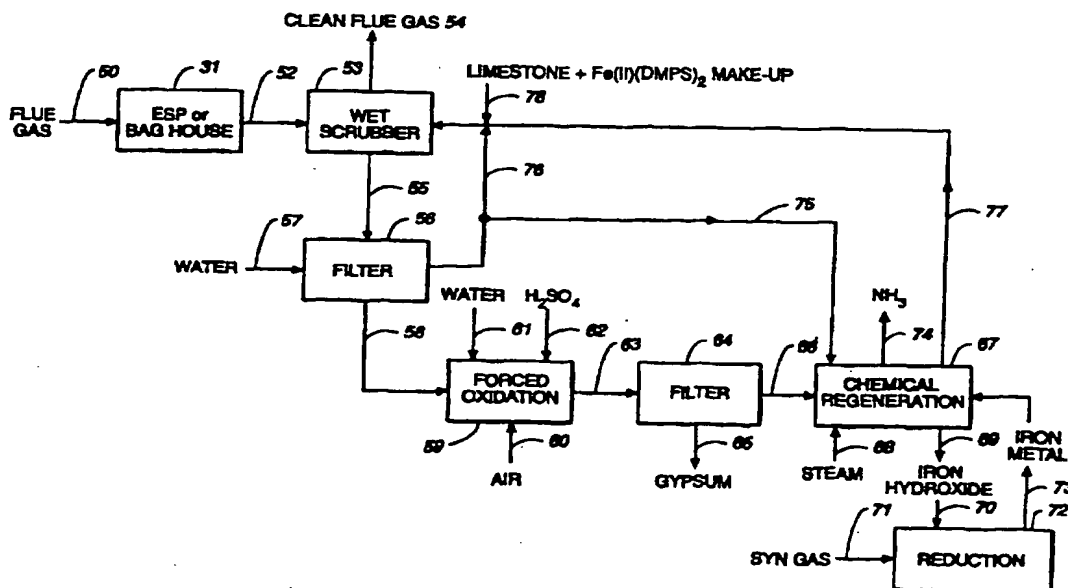 CLEAN FLUE GAS 54
50
31
52
53
LIMESTONE + Fe(II)(DMPS)2 MAKE-UP
78
FLUE
GAS
ESP or
BAG HOUSE
WET
SCRUBBER
55
76
75
77
57
56
WATER
FILTER
WATER
H2SO4
NH3
58
61
62
63
64
66
74
67
FORCED
OXIDATION
FILTER
CHEMICAL
REGENERATION
59
60
65
68
69
IRON
METAL
AIR
GYPSUM
STEAM
IRON
HYDROXIDE
73
71
70
72
SYN GAS
REDUCTION